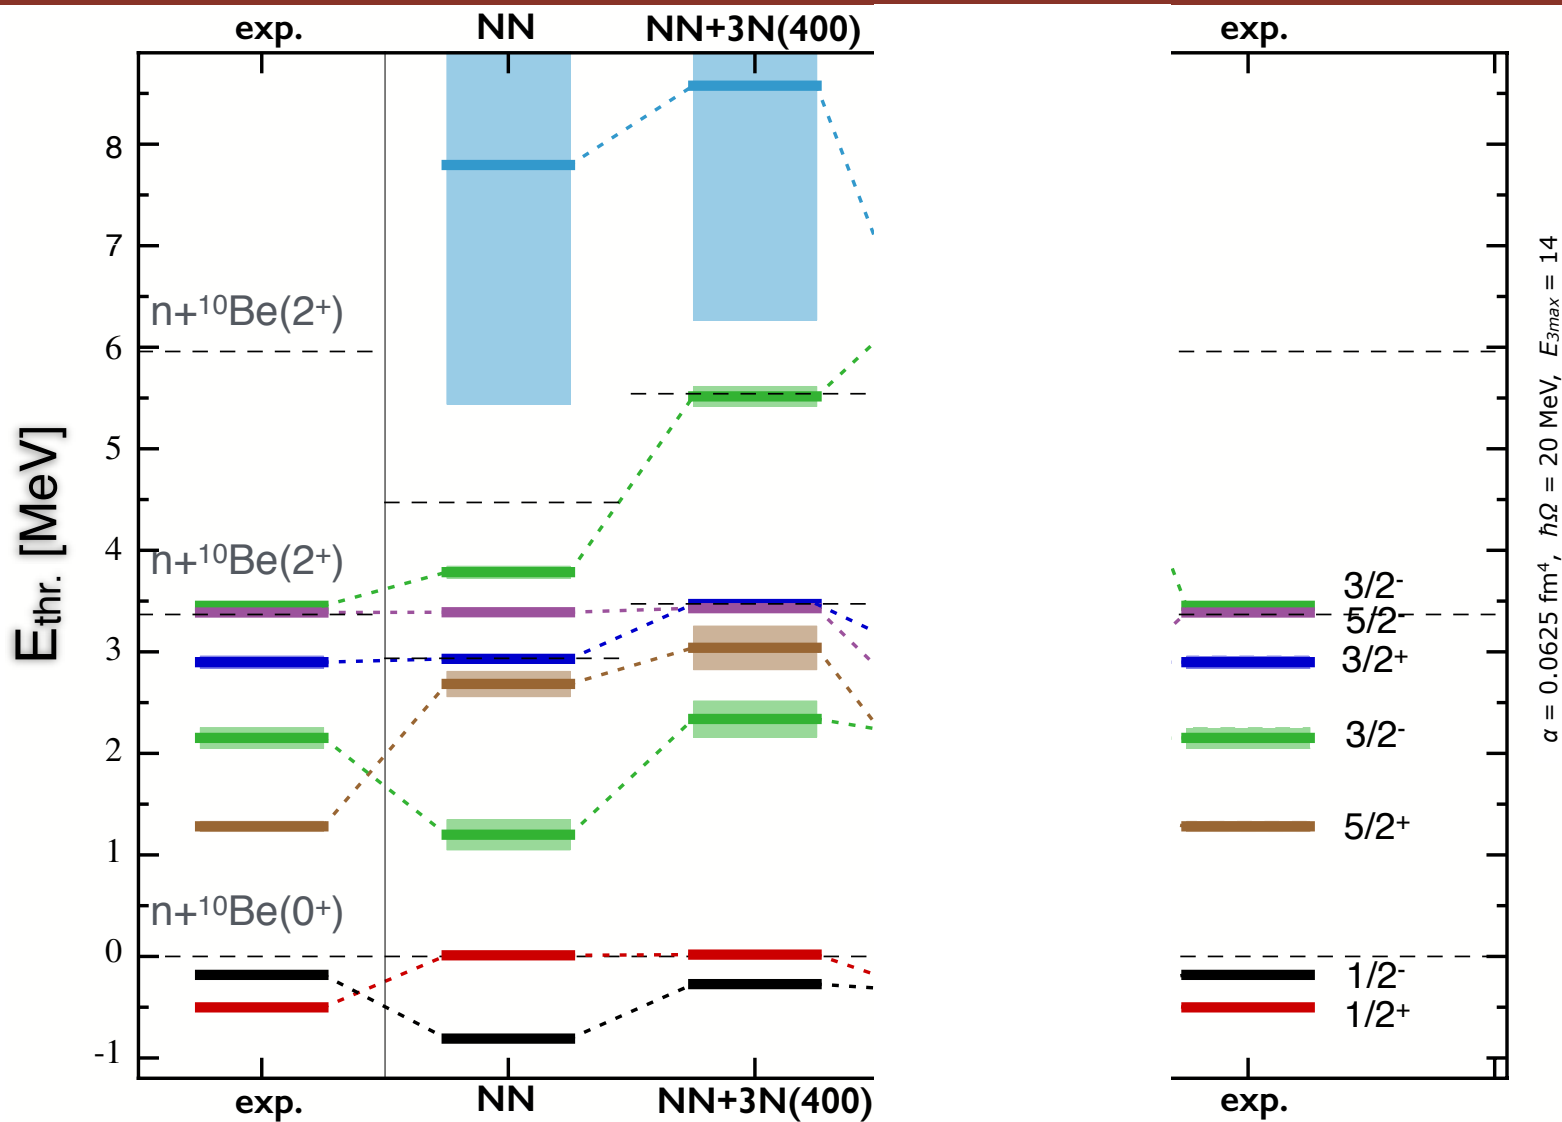 exp. NN NN+3N(400) exp.
8
7
n+¹⁰Be(2⁺)
6
5
4
n+¹⁰Be(2⁺)
3
2
1
n+¹⁰Be(0⁺)
0
-1
E_thr. [MeV]
3/2⁻
5/2⁻
3/2⁺
3/2⁻
5/2⁺
1/2⁻
1/2⁺
exp. NN NN+3N(400) exp.
α = 0.0625 fm⁴, ℏΩ = 20 MeV, E_3max = 14